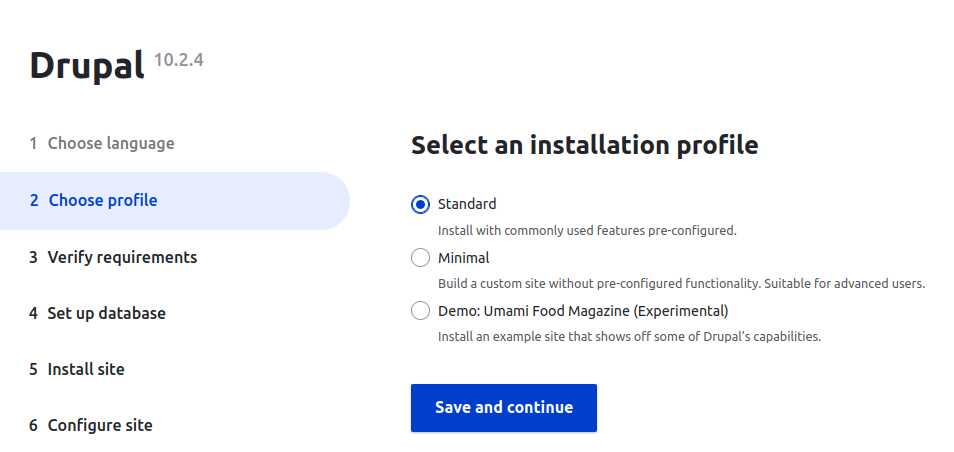 Drupal 10.2.4
1 Choose language
2 Choose profile
3 Verify requirements
4 Set up database
5 Install site
6 Configure site
Select an installation profile
Standard
Install with commonly used features pre-configured.
Minimal
Build a custom site without pre-configured functionality. Suitable for advanced users.
Demo: Umami Food Magazine (Experimental)
Install an example site that shows off some of Drupal's capabilities.
Save and continue